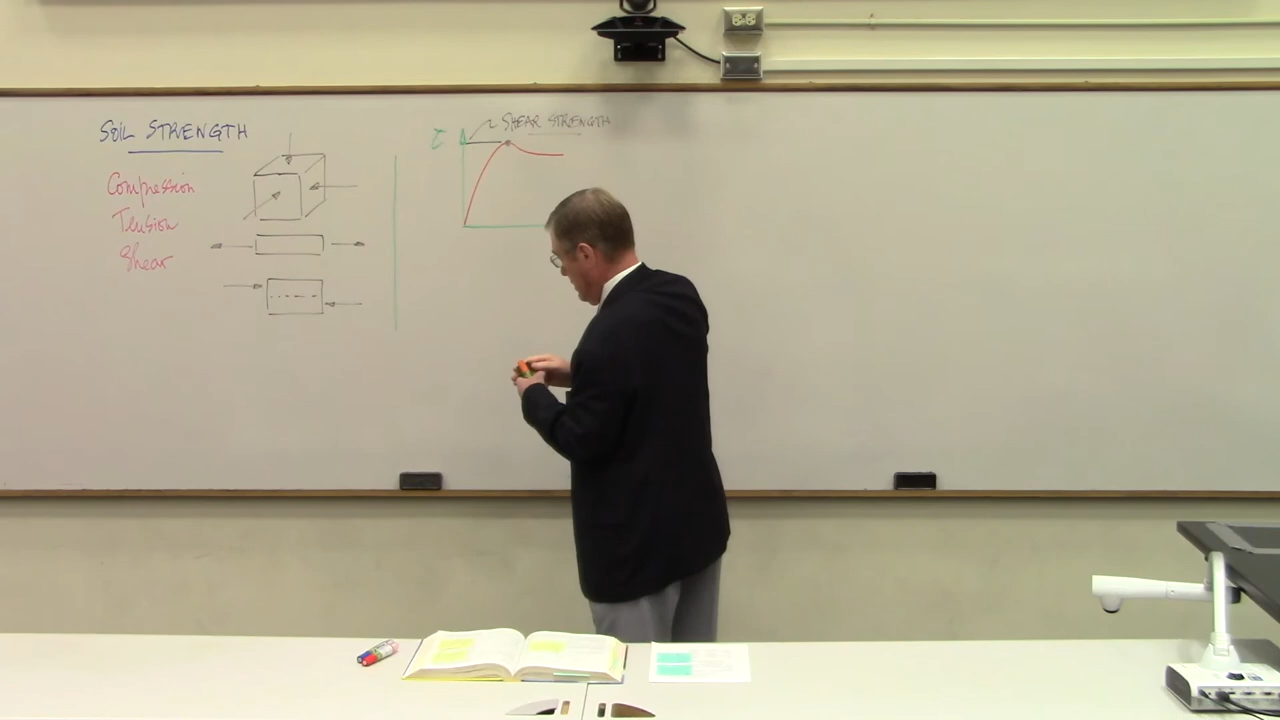 SOIL STRENGTH
Compression
Tension
Shear
τ
SHEAR STRENGTH